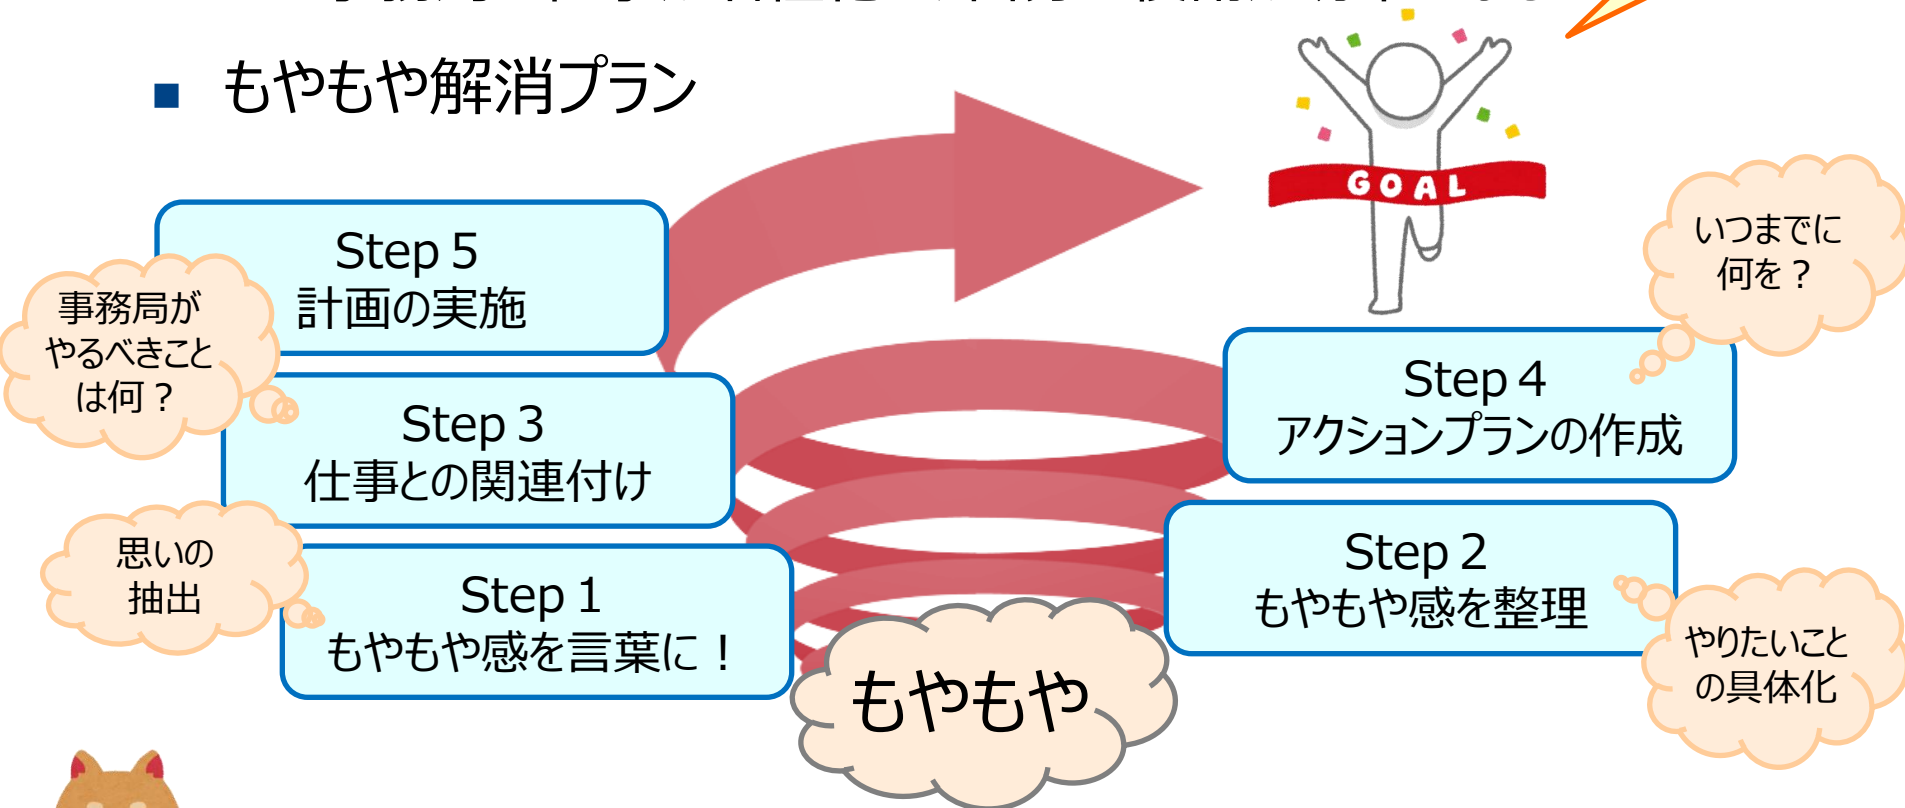 もやもや解消プラン
GOAL
Step 5
計画の実施
事務局が
やるべきこと
は何？
いつまでに
何を？
Step 4
アクションプランの作成
Step 3
仕事との関連付け
思いの
抽出
Step 2
もやもや感を整理
Step 1
もやもや感を言葉に！
やりたいこと
の具体化
もやもや